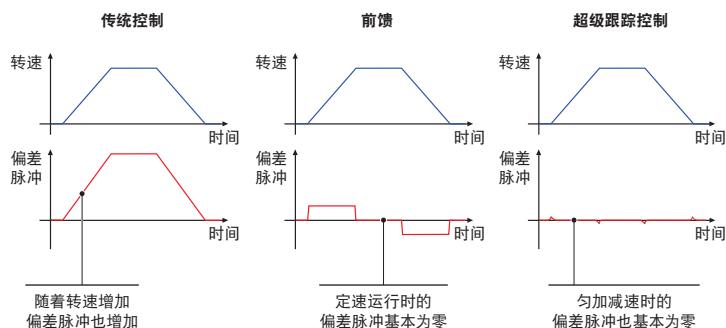 传统控制
前馈
超级跟踪控制
转速
时间
转速
时间
转速
时间
偏差
脉冲
时间
偏差
脉冲
时间
偏差
脉冲
时间
随着转速增加
偏差脉冲也增加
定速运行时的
偏差脉冲基本为零
匀加减速时的
偏差脉冲也基本为零